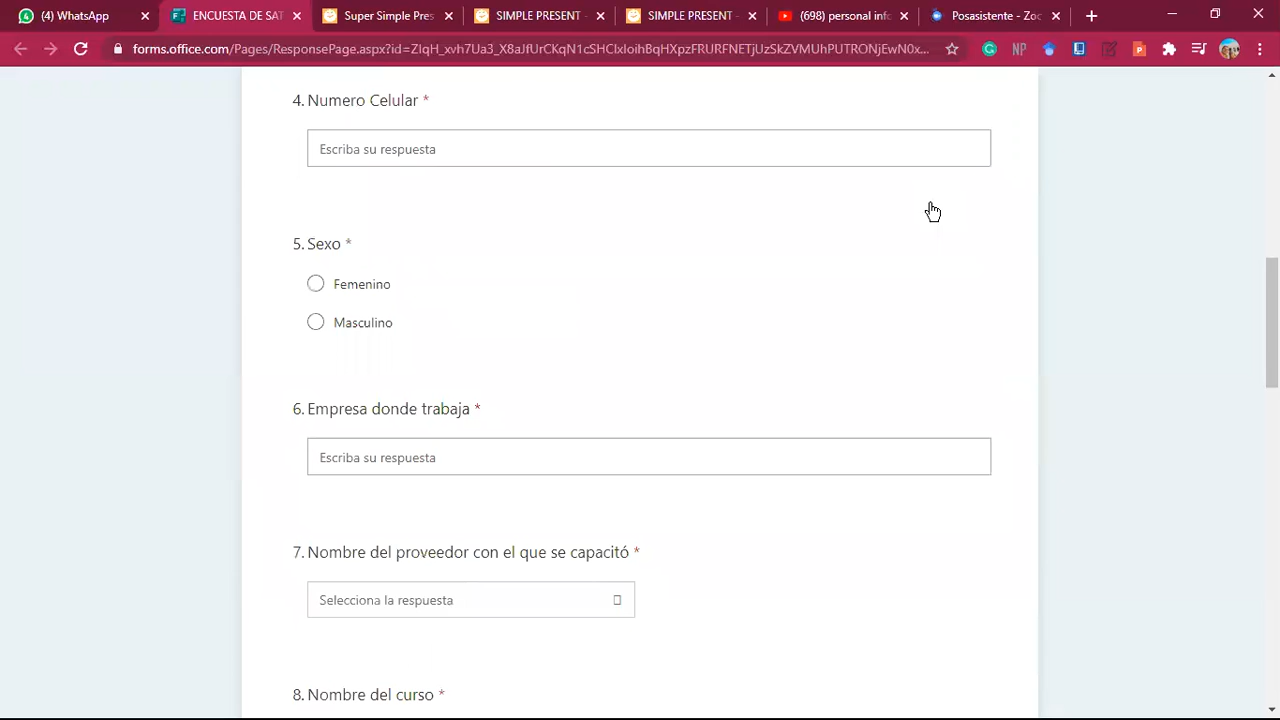 (4) WhatsApp
ENCUESTA DE SAT
Super Simple Pres
SIMPLE PRESENT -
SIMPLE PRESENT -
(698) personal info
Posasistente - Zoc
forms.office.com/Pages/ResponsePage.aspx?id=ZIqH_xvh7Ua3_X8aJfUrCKqN1cSHClxIoihBqHXpzFRURFNETjUzSkZVMUhPUTRONjEwN0x...
4. Numero Celular *
Escriba su respuesta
5. Sexo *
Femenino
Masculino
6. Empresa donde trabaja *
Escriba su respuesta
7. Nombre del proveedor con el que se capacitó *
Selecciona la respuesta
8. Nombre del curso *